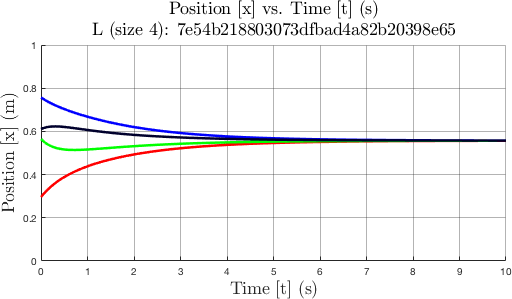 Position [x] vs. Time [t] (s)
L (size 4): 7e54b218803073dfbad4a82b20398e65
Position [x] (m)
1
0.8
0.6
0.4
0.2
0
0 1 2 3 4 5 6 7 8 9 10
Time [t] (s)